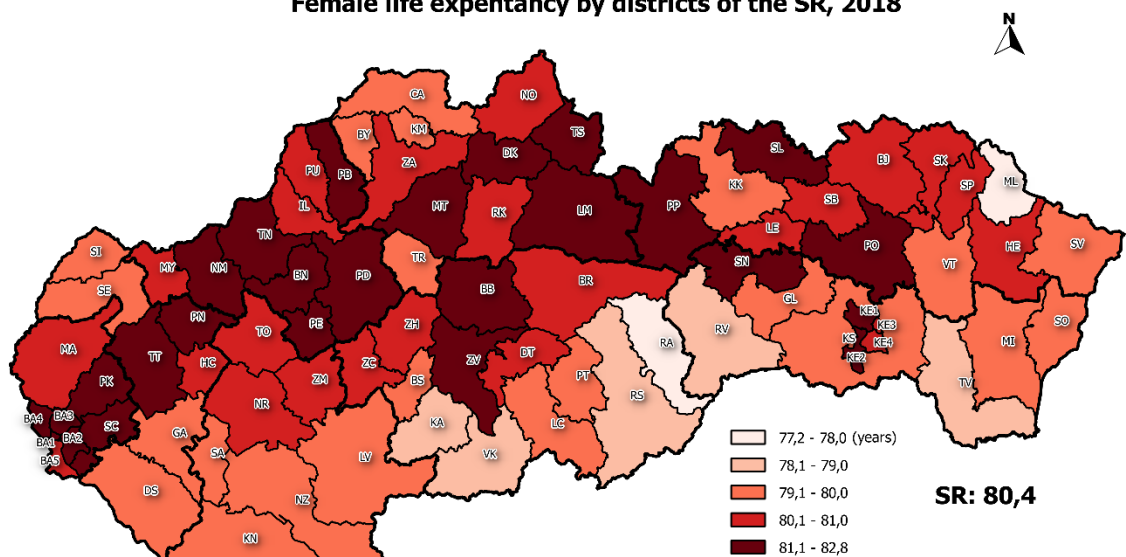 Female life expentancy by districts of the SR, 2018
N
CA
NO
BY
KM
TS
SL
DK
PU
PB
ZA
BJ
SK
ML
KK
SP
IL
MT
RK
LM
PP
SB
TN
LE
SI
MY
NM
BN
PD
TR
SN
PO
VT
HE
SV
SE
BB
BR
GL
PN
PE
ZH
KE1
TO
RV
KE3
SO
MA
TT
HC
ZC
ZV
DT
RA
KS
KE4
MI
KE2
PK
ZM
BS
PT
TV
RS
BA4
BA3
NR
SC
KA
LC
BA1
BA2
GA
VK
BA5
SA
LV
DS
NZ
KN
77,2 - 78,0 (years)
78,1 - 79,0
79,1 - 80,0
80,1 - 81,0
81,1 - 82,8
SR: 80,4